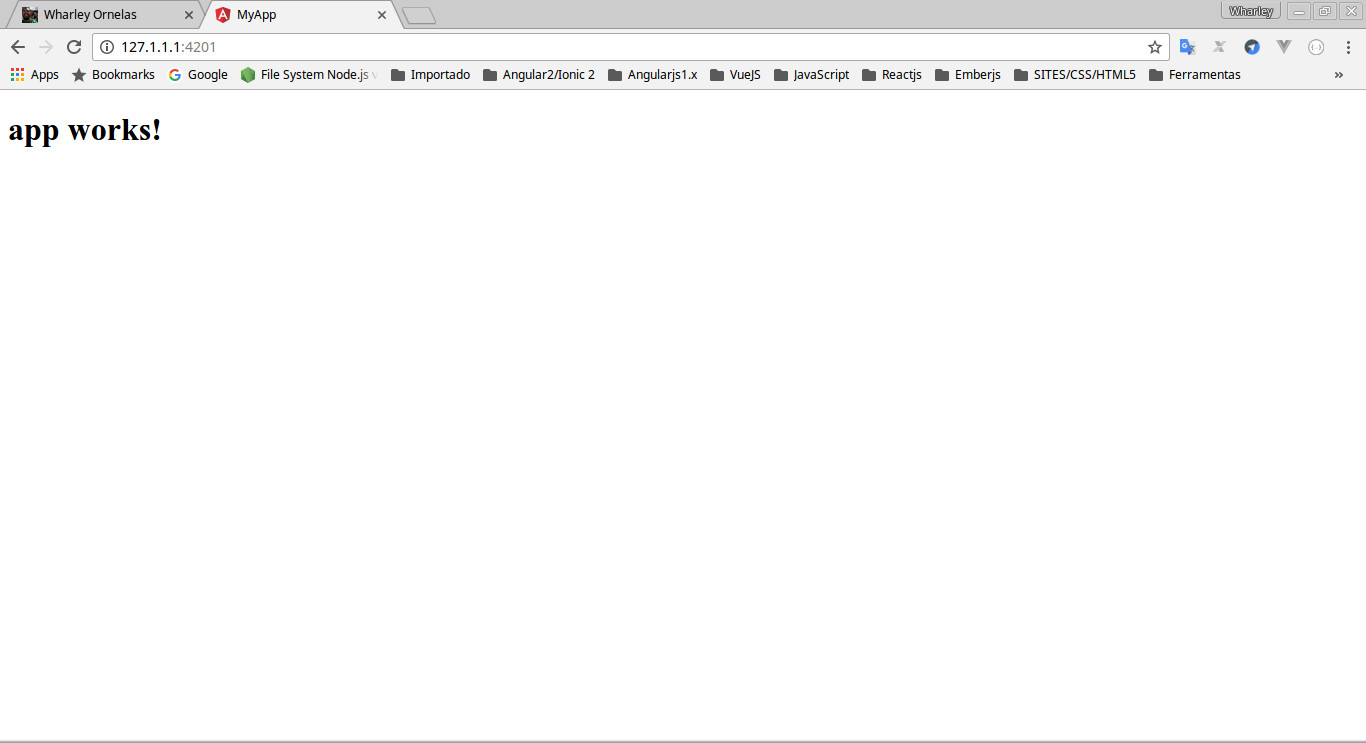 Wharley Ornelas MyApp Wharley
127.1.1.1:4201
Apps Bookmarks Google File System Node.js Importado Angular2/Ionic 2 Angularjs1.x VueJS JavaScript Reactjs Emberjs SITES/CSS/HTML5 Ferramentas »
app works!